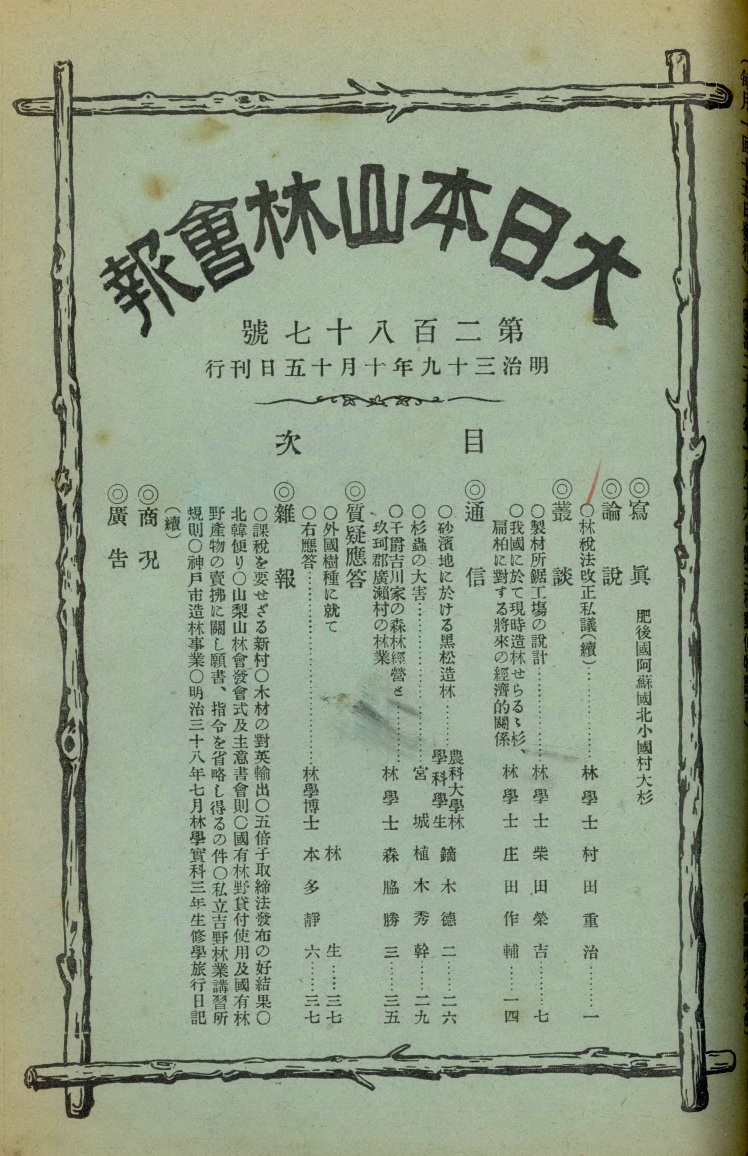 大日本山林會報
第二百八十七號
明治三十九年十月十五日刊行
目次
◎寫眞　肥後國阿蘇國北小國村大杉
◎論說
○林稅法改正私議(續)…………林學士 村田重治………一
◎叢談
○製材所鋸工塲の說計…………林學士 柴田榮吉………七
○我國に於て現時造林せらるゝ杉、
扁柏に對する將來の經濟的關係　林學士 庄田作輔……一四
◎通信
○砂濱地に於ける黑松造林……農科大學林學科學生 鏑木德二……二六
○杉蟲の大害……………………宮城 植木秀幹……二九
○子爵吉川家の森林經營と
玖珂郡廣瀨村の林業…………林學士 森脇勝三……三五
◎質疑應答
○外國樹種に就て　林生……三七
○右應答…………………………林學博士 本多靜六……三七
◎雜報
○課稅を要せざる新村○木材の對英輸出○五倍子取締法發布の好結果○
北韓便り○山梨山林會發會式及主意書會則○國有林野貸付使用及國有林
野產物の賣拂に關し願書、指令を省略し得るの件○私立吉野林業講習所
規則○神戶市造林事業○明治三十八年七月林學實科三年生修學旅行日記
(續)
◎商況
◎廣告